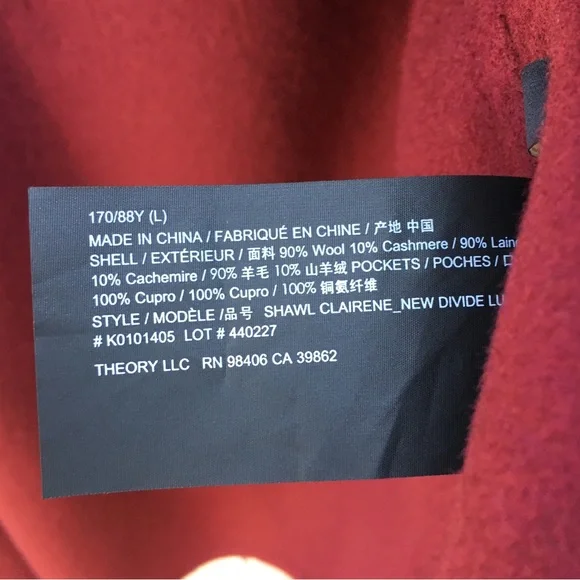 170/88Y (L)
MADE IN CHINA / FABRIQUÉ EN CHINE / 产地 中国
SHELL / EXTÉRIEUR / 面料 90% Wool 10% Cashmere / 90%
10% Cachemire / 90% 羊毛 10% 山羊绒 POCKETS / POCHES /
100% Cupro / 100% Cupro / 100% 铜氨纤维
STYLE / MODÈLE /品号 SHAWL CLAIRENE_NEW DIVIDE
# K0101405 LOT # 440227
THEORY LLC RN 98406 CA 39862